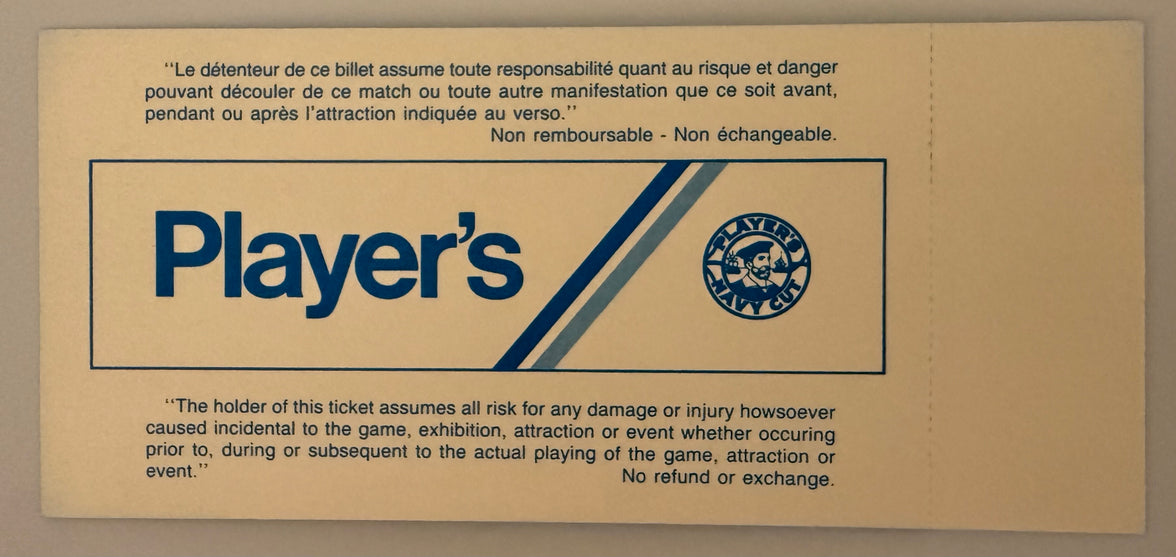 “Le détenteur de ce billet assume toute responsabilité quant au risque et danger
pouvant découler de ce match ou toute autre manifestation que ce soit avant,
pendant ou après l’attraction indiquée au verso.”
Non remboursable - Non échangeable.
Player’s
PLAYER’S
NAVY CUT
“The holder of this ticket assumes all risk for any damage or injury howsoever
caused incidental to the game, exhibition, attraction or event whether occuring
prior to, during or subsequent to the actual playing of the game, attraction or
event.” No refund or exchange.